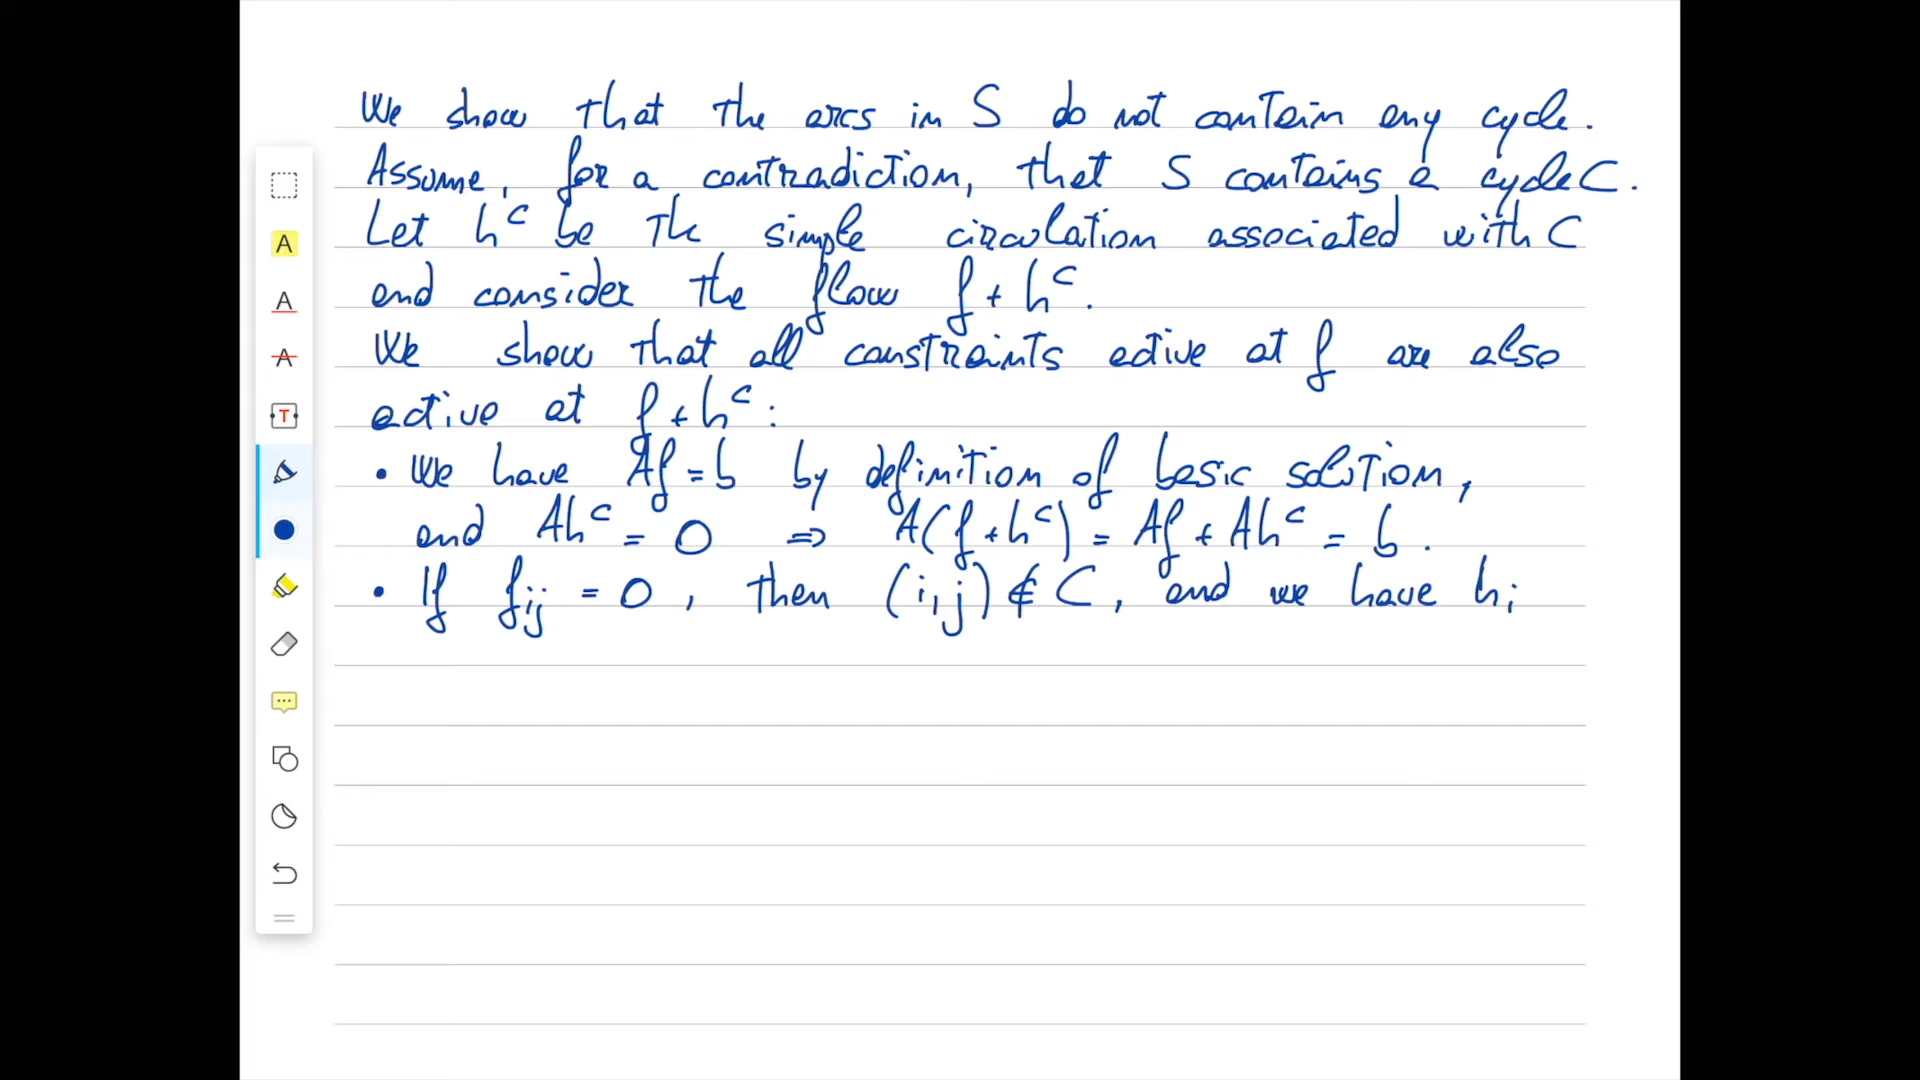 We show that the arcs in S do not contain any cycle.
Assume, for a contradiction, that S contains a cycle C.
Let h^C be the simple circulation associated with C
and consider the flow f + h^C.
We show that all constraints active at f are also
active at f + h^C:
• We have Af = b by definition of basic solution,
and Ah^C = 0 ⇒ A(f + h^C) = Af + Ah^C = b.
• If f_ij = 0, then (i,j) ∉ C, and we have h_i